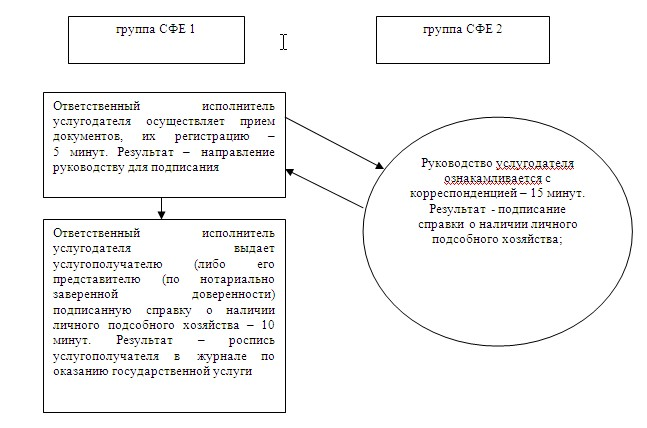 группа СФЕ 1
группа СФЕ 2
Ответственный исполнитель
услугодателя осуществляет прием
документов, их регистрацию –
5 минут. Результат – направление
руководству для подписания
Руководство услугодателя
ознакамливается с
корреспонденцией – 15 минут.
Результат - подписание
справки о наличии личного
подсобного хозяйства;
Ответственный исполнитель
услугодателя выдает
услугополучателю (либо его
представителю (по нотариально
заверенной доверенности)
подписанную справку о наличии
личного подсобного хозяйства – 10
минут. Результат – роспись
услугополучателя в журнале по
оказанию государственной услуги